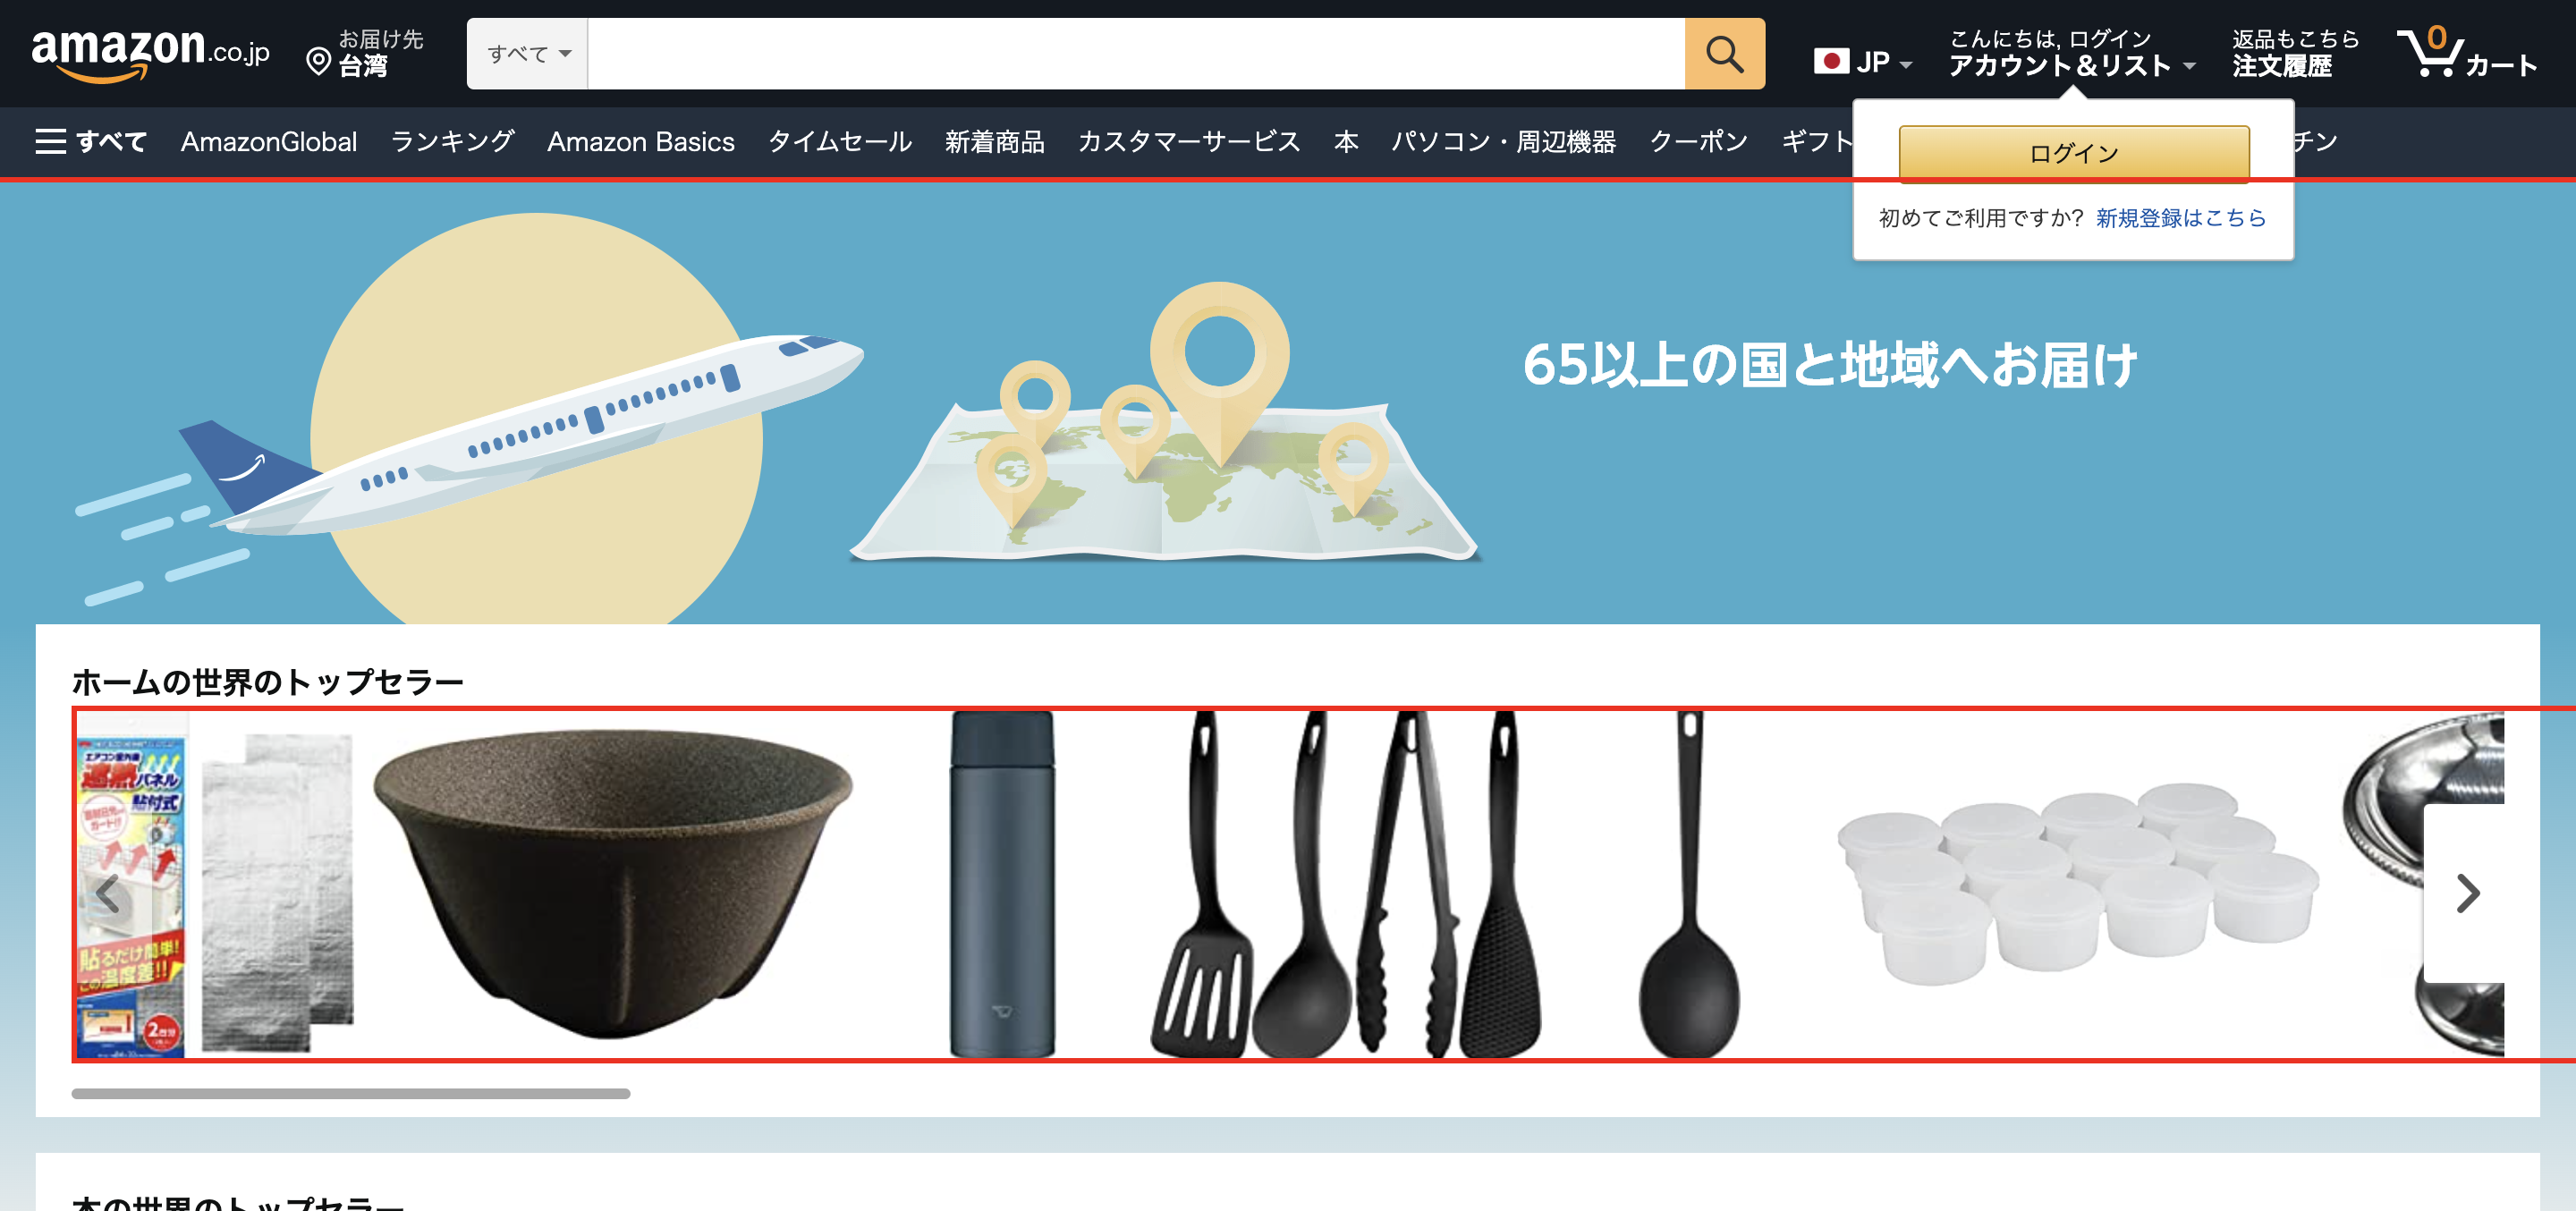 amazon.co.jp
お届け先
台湾
すべて
JP
こんにちは, ログイン
アカウント＆リスト
返品もこちら
注文履歴
0
カート
すべて
AmazonGlobal
ランキング
Amazon Basics
タイムセール
新着商品
カスタマーサービス
本
パソコン・周辺機器
クーポン
ギフト
チン
ログイン
初めてご利用ですか? 新規登録はこちら
65以上の国と地域へお届け
ホームの世界のトップセラー
エアコン室外機
遮熱パネル
貼付式
貼るだけ簡単!
この温度差!!
2台分
本の世界のトップセラー